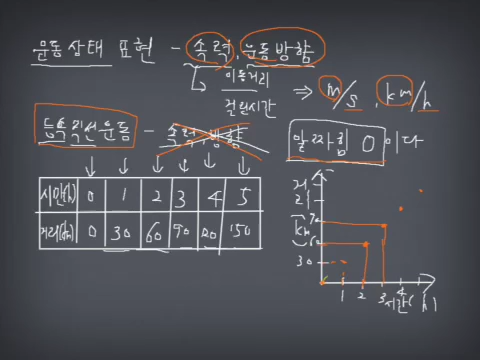 운동상태 표현 - 속력, 운동방향
이동거리
걸린시간
⇒ m/s, km/h
등속직선운동 - 속력, 방향
알짜힘 0이다
시간(h) 0 1 2 3 4 5
거리(km) 0 30 60 90 120 150
거리
km
90
60
30
1 2 3 4
시간(h)